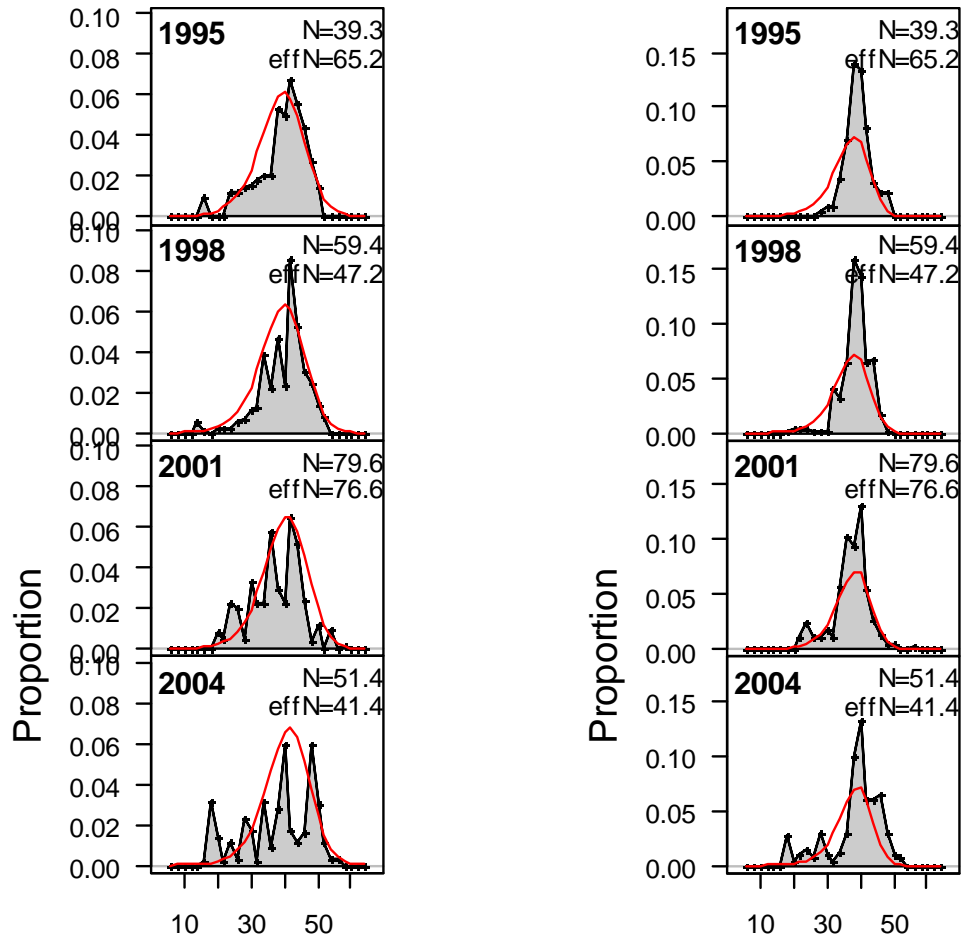 0.10
1995
N=39.3
effN=65.2
0.08
0.06
0.04
0.02
0.00
0.10
1998
N=59.4
effN=47.2
0.08
0.06
0.04
0.02
0.00
0.10
2001
N=79.6
effN=76.6
0.08
0.06
0.04
0.02
0.00
0.10
2004
N=51.4
effN=41.4
0.08
0.06
0.04
0.02
0.00
Proportion
10 30 50
1995
N=39.3
effN=65.2
0.15
0.10
0.05
0.00
1998
N=59.4
effN=47.2
0.15
0.10
0.05
0.00
2001
N=79.6
effN=76.6
0.15
0.10
0.05
0.00
2004
N=51.4
effN=41.4
0.15
0.10
0.05
0.00
Proportion
10 30 50